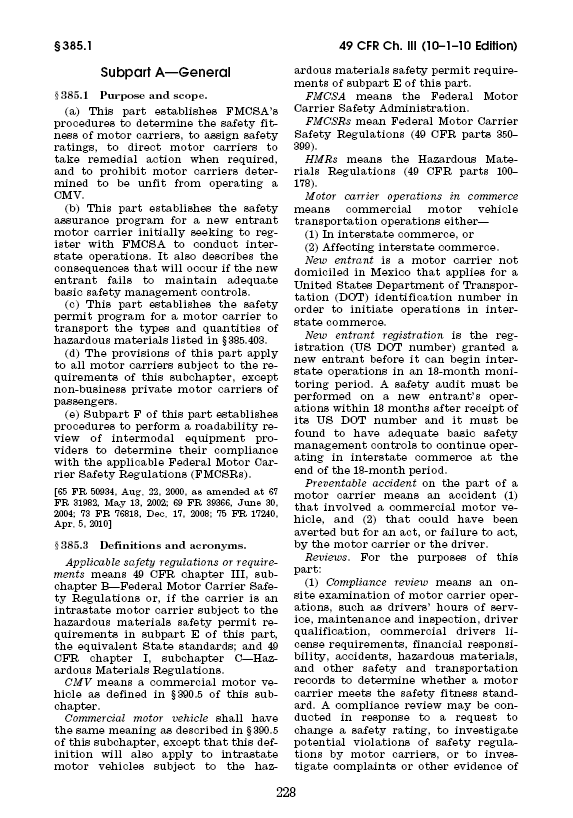 § 385.1
49 CFR Ch. III (10–1–10 Edition)
Subpart A—General
§ 385.1 Purpose and scope.
(a) This part establishes FMCSA's
procedures to determine the safety fit-
ness of motor carriers, to assign safety
ratings, to direct motor carriers to
take remedial action when required,
and to prohibit motor carriers deter-
mined to be unfit from operating a
CMV.
(b) This part establishes the safety
assurance program for a new entrant
motor carrier initially seeking to reg-
ister with FMCSA to conduct inter-
state operations. It also describes the
consequences that will occur if the new
entrant fails to maintain adequate
basic safety management controls.
(c) This part establishes the safety
permit program for a motor carrier to
transport the types and quantities of
hazardous materials listed in § 385.403.
(d) The provisions of this part apply
to all motor carriers subject to the re-
quirements of this subchapter, except
non-business private motor carriers of
passengers.
(e) Subpart F of this part establishes
procedures to perform a roadability re-
view of intermodal equipment pro-
viders to determine their compliance
with the applicable Federal Motor Car-
rier Safety Regulations (FMCSRs).
[65 FR 50934, Aug, 22, 2000, as amended at 67
FR 31982, May 13, 2002; 69 FR 39366, June 30,
2004; 73 FR 76818, Dec, 17, 2008; 75 FR 17240,
Apr, 5, 2010]
§ 385.3 Definitions and acronyms.
Applicable safety regulations or require-
ments means 49 CFR chapter III, sub-
chapter B—Federal Motor Carrier Safe-
ty Regulations or, if the carrier is an
intrastate motor carrier subject to the
hazardous materials safety permit re-
quirements in subpart E of this part,
the equivalent State standards; and 49
CFR chapter I, subchapter C—Haz-
ardous Materials Regulations.
CMV means a commercial motor ve-
hicle as defined in § 390.5 of this sub-
chapter.
Commercial motor vehicle shall have
the same meaning as described in § 390.5
of this subchapter, except that this def-
inition will also apply to intrastate
motor vehicles subject to the haz-
ardous materials safety permit require-
ments of subpart E of this part.
FMCSA means the Federal Motor
Carrier Safety Administration.
FMCSRs mean Federal Motor Carrier
Safety Regulations (49 CFR parts 350–
399).
HMRs means the Hazardous Mate-
rials Regulations (49 CFR parts 100–
178).
Motor carrier operations in commerce
means commercial motor vehicle
transportation operations either—
(1) In interstate commerce, or
(2) Affecting interstate commerce.
New entrant is a motor carrier not
domiciled in Mexico that applies for a
United States Department of Transpor-
tation (DOT) identification number in
order to initiate operations in inter-
state commerce.
New entrant registration is the reg-
istration (US DOT number) granted a
new entrant before it can begin inter-
state operations in an 18-month moni-
toring period. A safety audit must be
performed on a new entrant's oper-
ations within 18 months after receipt of
its US DOT number and it must be
found to have adequate basic safety
management controls to continue oper-
ating in interstate commerce at the
end of the 18-month period.
Preventable accident on the part of a
motor carrier means an accident (1)
that involved a commercial motor ve-
hicle, and (2) that could have been
averted but for an act, or failure to act,
by the motor carrier or the driver.
Reviews. For the purposes of this
part:
(1) Compliance review means an on-
site examination of motor carrier oper-
ations, such as drivers' hours of serv-
ice, maintenance and inspection, driver
qualification, commercial drivers li-
cense requirements, financial responsi-
bility, accidents, hazardous materials,
and other safety and transportation
records to determine whether a motor
carrier meets the safety fitness stand-
ard. A compliance review may be con-
ducted in response to a request to
change a safety rating, to investigate
potential violations of safety regula-
tions by motor carriers, or to inves-
tigate complaints or other evidence of
228